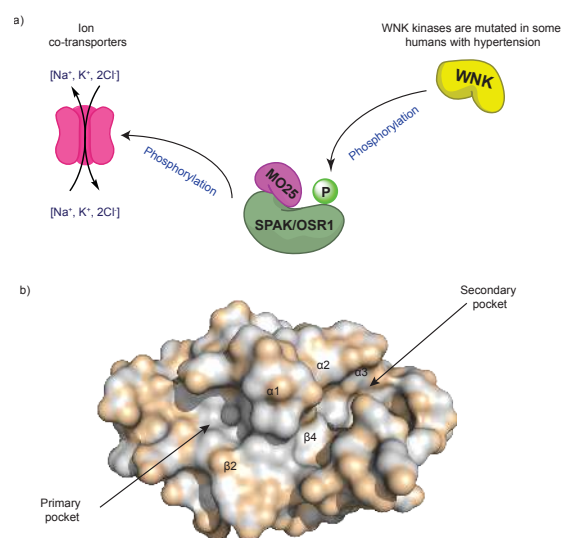 a)
Ion
co-transporters
WNK kinases are mutated in some
humans with hypertension
[Na⁺, K⁺, 2Cl⁻]
WNK
Phosphorylation
Phosphorylation
MO25
P
SPAK/OSR1
[Na⁺, K⁺, 2Cl⁻]
b)
Secondary
pocket
α2
α3
α1
β4
β2
Primary
pocket